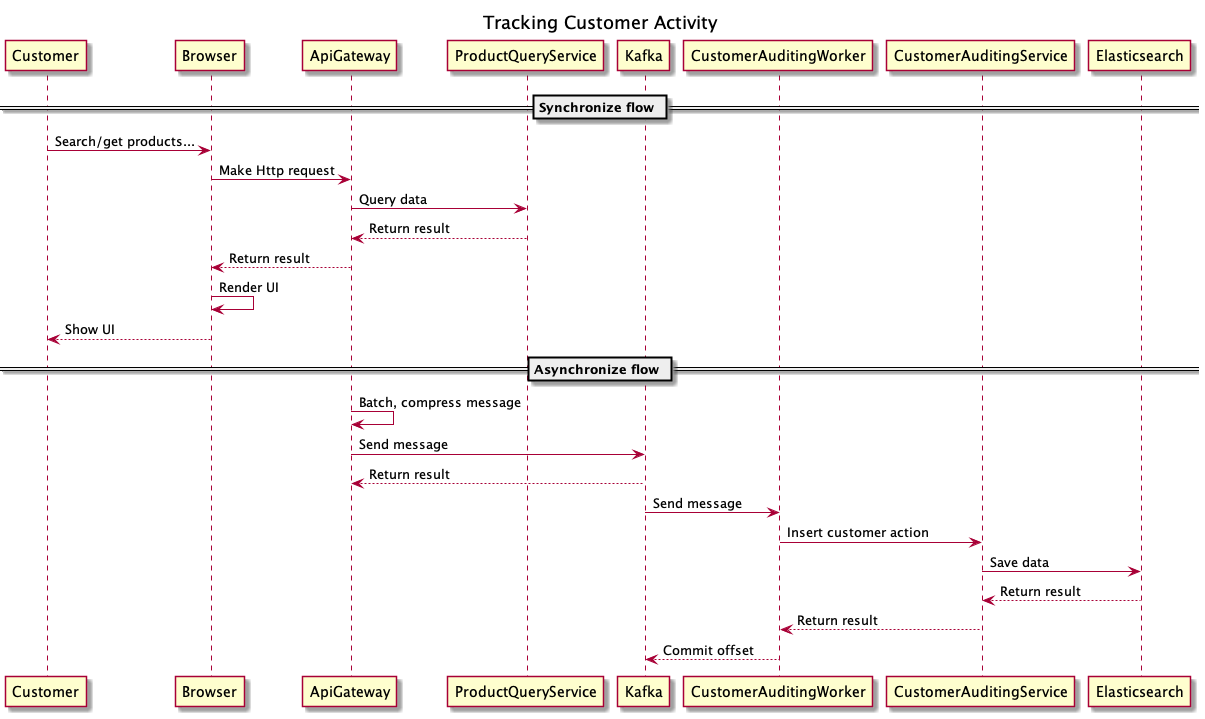 Tracking Customer Activity
Customer Browser ApiGateway ProductQueryService Kafka CustomerAuditingWorker CustomerAuditingService Elasticsearch
Synchronize flow
Search/get products...
Make Http request
Query data
Return result
Return result
Render UI
Show UI
Asynchronize flow
Batch, compress message
Send message
Return result
Send message
Insert customer action
Save data
Return result
Return result
Commit offset
Customer Browser ApiGateway ProductQueryService Kafka CustomerAuditingWorker CustomerAuditingService Elasticsearch